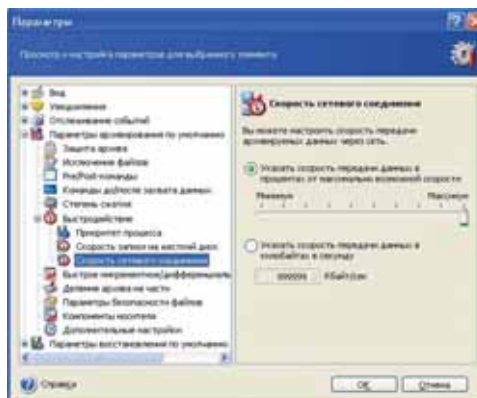 Параметры
Просмотр и настройка параметров для выбранного элемента
Вид
Уведомления
Отслеживание событий
Параметры архивирования по умолчанию
Защита архива
Исключение файлов
Pre/Post-команды
Команды до/после захвата данных
Степень сжатия
Быстродействие
Приоритет процесса
Скорость записи на жесткий диск
Скорость сетевого соединения
Быстрое инкрементное/дифференциаль
Деление архива на части
Параметры безопасности файлов
Компоненты носителя
Дополнительные настройки
Параметры восстановления по умолчанию
Скорость сетевого соединения
Вы можете настроить скорость передачи
архивируемых данных через сеть.
Указать скорость передачи данных в
процентах от максимально возможной скорости
Минимум Максимум
Указать скорость передачи данных в
килобайтах в секунду
999999 Кбайт/сек
Справка
OK Отмена